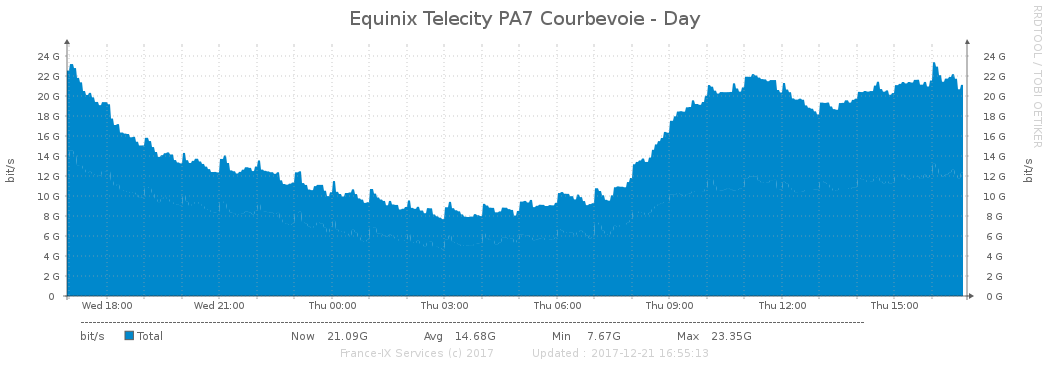 Equinix Telecity PA7 Courbevoie - Day
RRDTOOL / TOBI OETIKER
bit/s
24 G 24 G
22 G 22 G
20 G 20 G
18 G 18 G
16 G 16 G
14 G 14 G
12 G 12 G
10 G 10 G
8 G 8 G
6 G 6 G
4 G 4 G
2 G 2 G
0 0 G
bit/s
Wed 18:00 Wed 21:00 Thu 00:00 Thu 03:00 Thu 06:00 Thu 09:00 Thu 12:00 Thu 15:00
bit/s Total Now 21.09G Avg 14.68G Min 7.67G Max 23.35G
France-IX Services (c) 2017 Updated : 2017-12-21 16:55:13